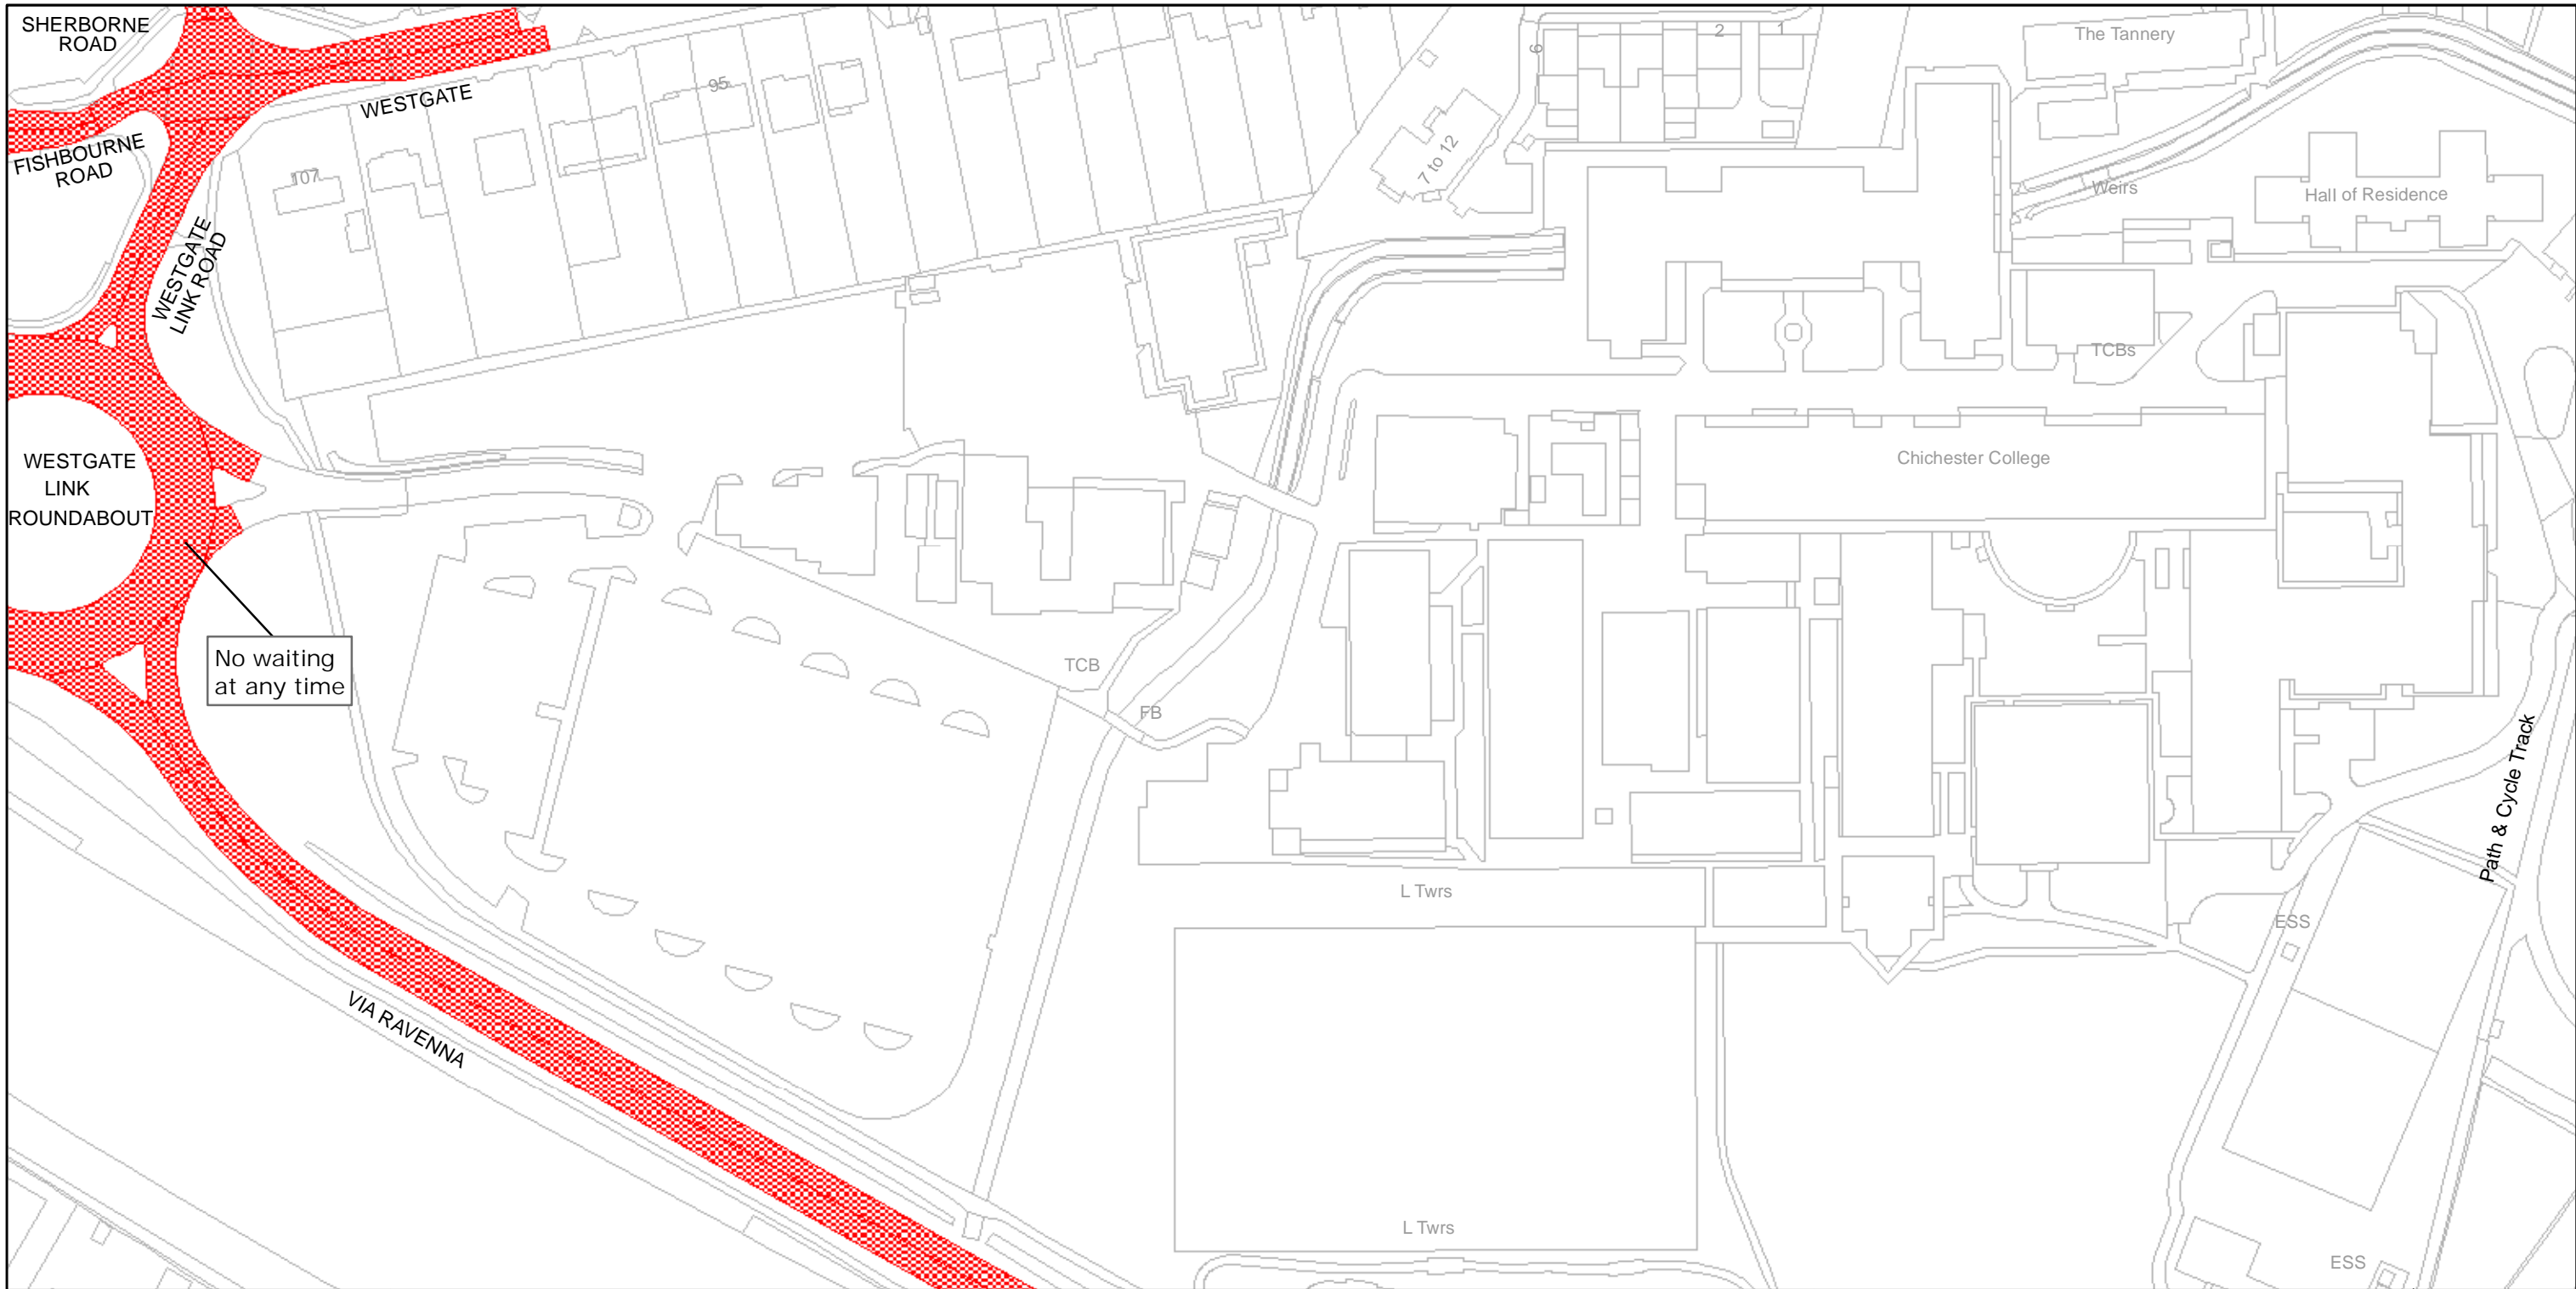 SHERBORNE
ROAD
6
2
1
The Tannery
95
WESTGATE
FISHBOURNE
ROAD
7 to 12
107
Weirs
Hall of Residence
WESTGATE
LINK ROAD
TCBs
WESTGATE
LINK
ROUNDABOUT
Chichester College
No waiting
at any time
TCB
FB
Path & Cycle Track
L Twrs
ESS
VIA RAVENNA
L Twrs
ESS